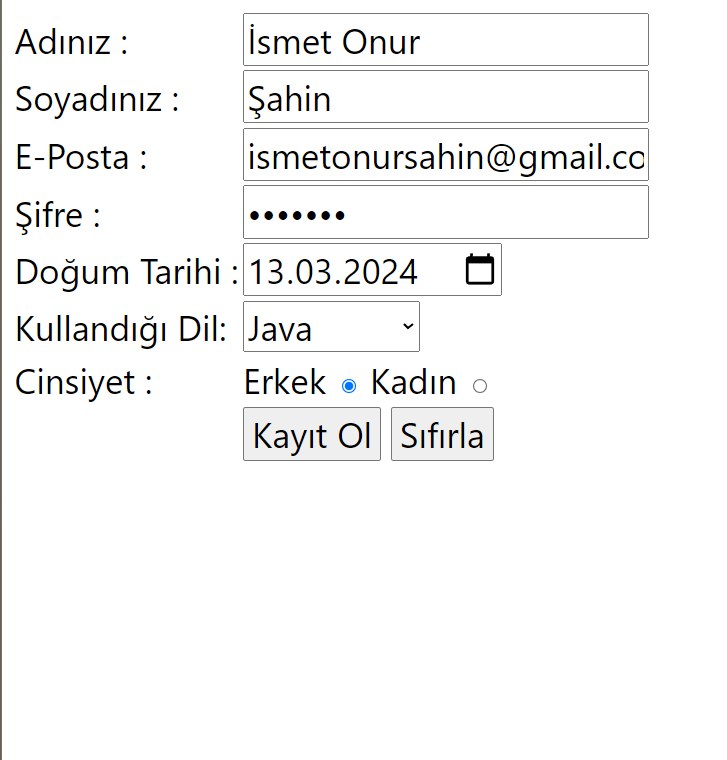 Adınız : İsmet Onur
Soyadınız : Şahin
E-Posta : ismetonursahin@gmail.co
Şifre : •••••••
Doğum Tarihi : 13.03.2024
Kullandığı Dil: Java
Cinsiyet : Erkek Kadın
Kayıt Ol Sıfırla